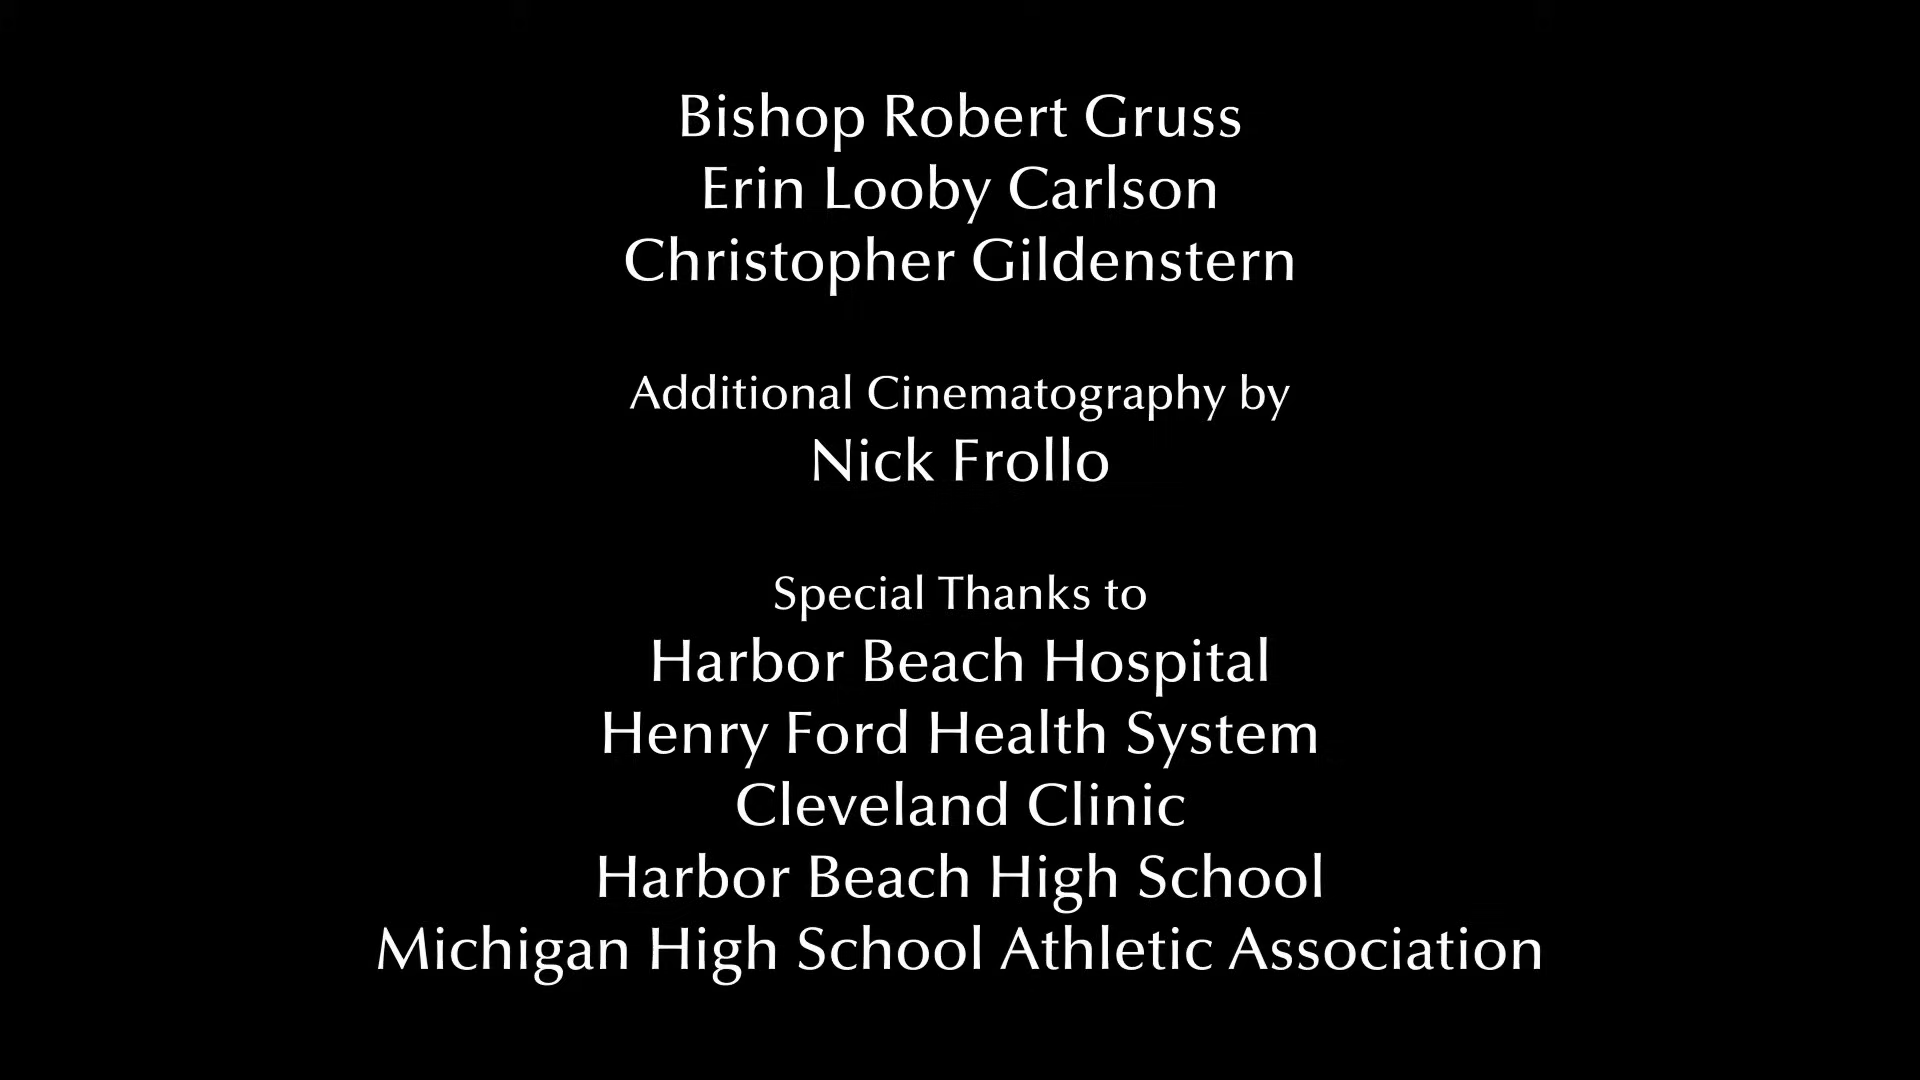 Bishop Robert Gruss
Erin Looby Carlson
Christopher Gildenstern
Additional Cinematography by
Nick Frollo
Special Thanks to
Harbor Beach Hospital
Henry Ford Health System
Cleveland Clinic
Harbor Beach High School
Michigan High School Athletic Association